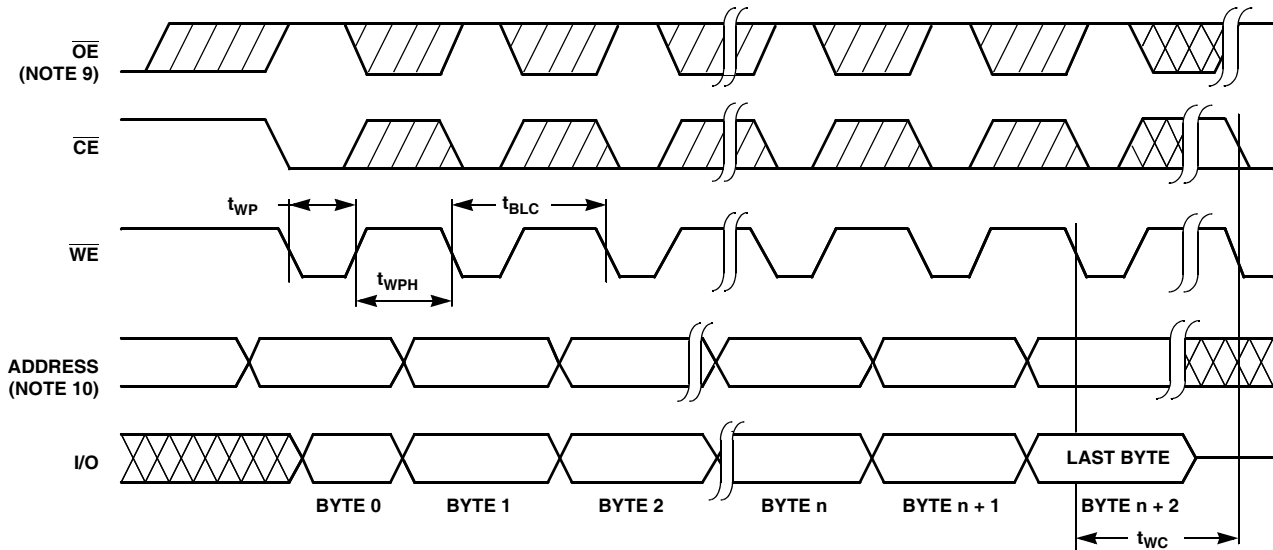 OE
(NOTE 9)
CE
tWP
tBLC
WE
tWPH
ADDRESS
(NOTE 10)
I/O
LAST BYTE
BYTE 0
BYTE 1
BYTE 2
BYTE n
BYTE n + 1
BYTE n + 2
tWC